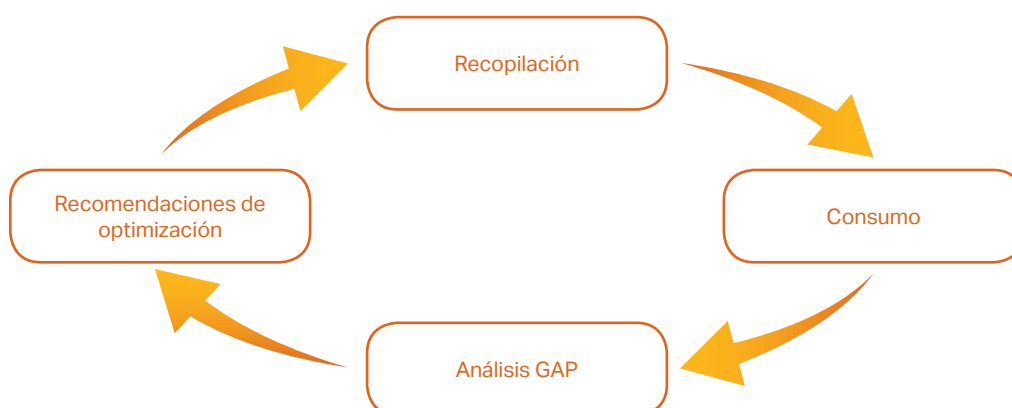 Recopilación
Recomendaciones de
optimización
Consumo
Análisis GAP